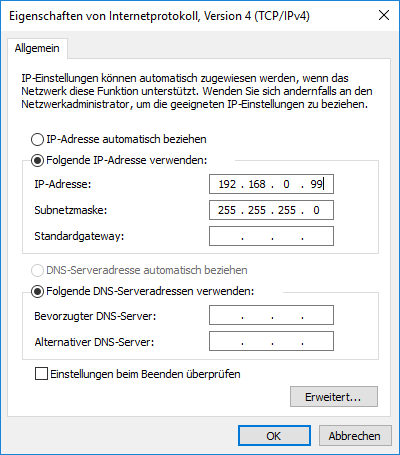 Eigenschaften von Internetprotokoll, Version 4 (TCP/IPv4)
Allgemein
IP-Einstellungen können automatisch zugewiesen werden, wenn das
Netzwerk diese Funktion unterstützt. Wenden Sie sich andernfalls an den
Netzwerkadministrator, um die geeigneten IP-Einstellungen zu beziehen.
IP-Adresse automatisch beziehen
Folgende IP-Adresse verwenden:
IP-Adresse: 192 . 168 . 0 . 99
Subnetzmaske: 255 . 255 . 255 . 0
Standardgateway: . . .
DNS-Serveradresse automatisch beziehen
Folgende DNS-Serveradressen verwenden:
Bevorzugter DNS-Server: . . .
Alternativer DNS-Server: . . .
Einstellungen beim Beenden überprüfen
Erweitert...
OK Abbrechen